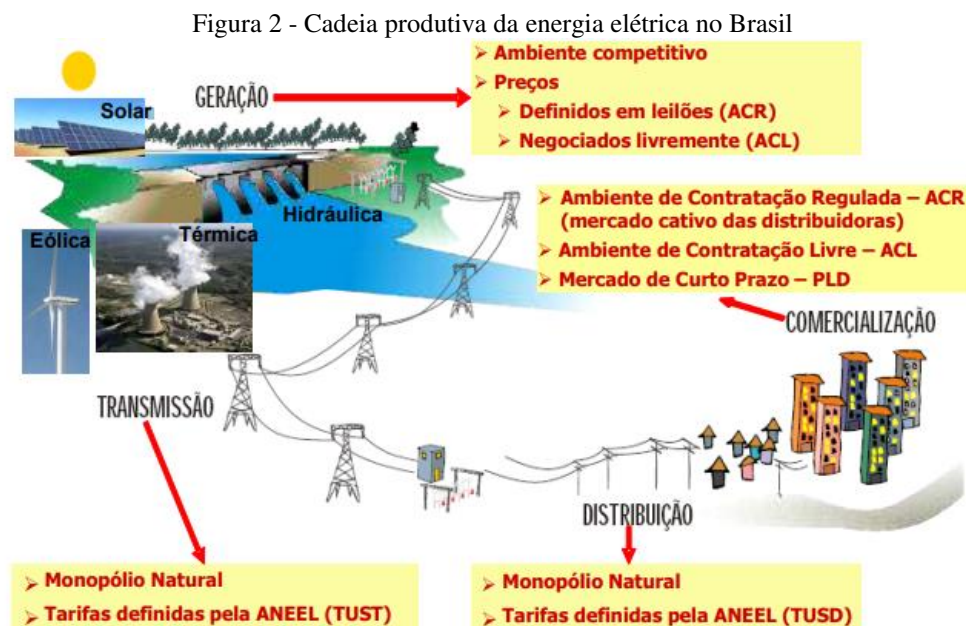 Figura 2 - Cadeia produtiva da energia elétrica no Brasil
➢ Ambiente competitivo
➢ Preços
➢ Definidos em leilões (ACR)
➢ Negociados livremente (ACL)
GERAÇÃO
Solar
Hidráulica
Térmica
Eólica
➢ Ambiente de Contratação Regulada – ACR
(mercado cativo das distribuidoras)
➢ Ambiente de Contratação Livre – ACL
➢ Mercado de Curto Prazo – PLD
COMERCIALIZAÇÃO
TRANSMISSÃO
DISTRIBUIÇÃO
➢ Monopólio Natural
➢ Tarifas definidas pela ANEEL (TUST)
➢ Monopólio Natural
➢ Tarifas definidas pela ANEEL (TUSD)